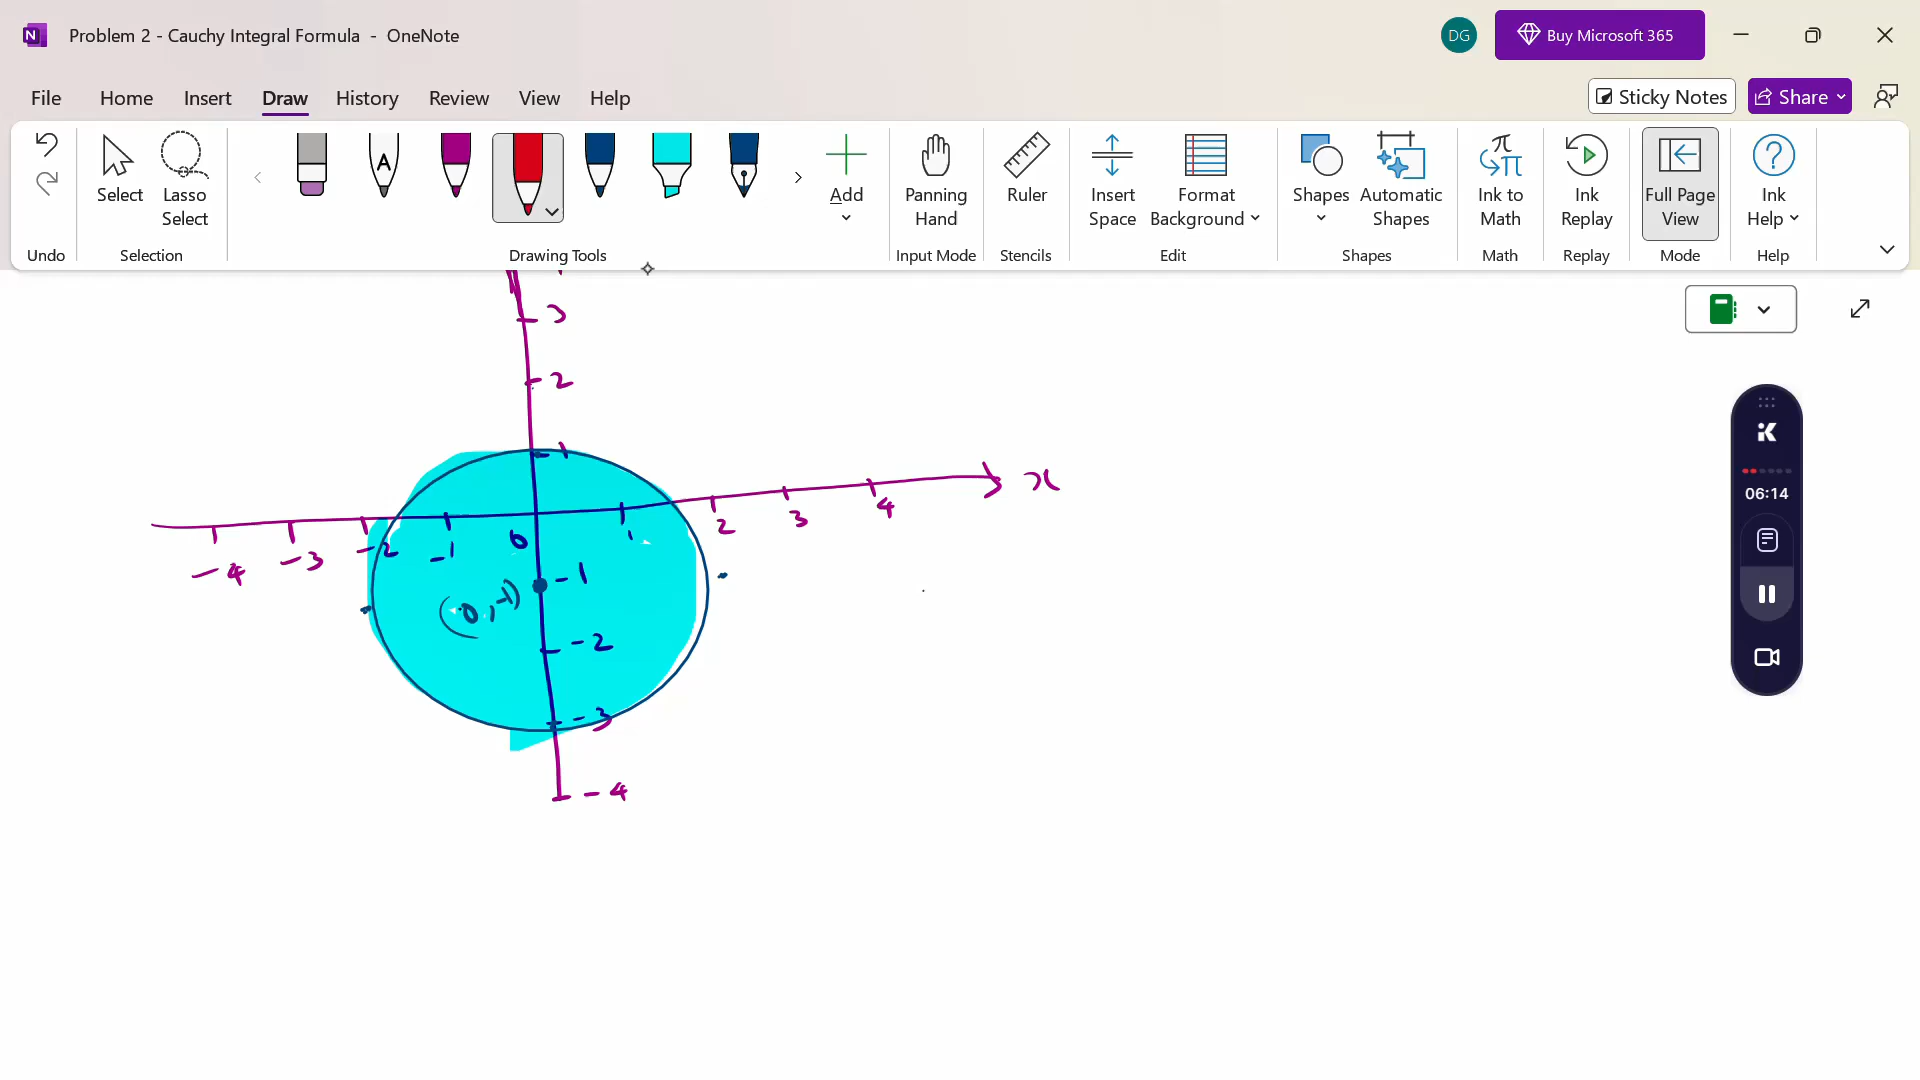 Problem 2 - Cauchy Integral Formula - OneNote
DG
Buy Microsoft 365
File Home Insert Draw History Review View Help
Sticky Notes
Share
Undo
Select
Lasso Select
Selection
A
Drawing Tools
Add
Panning Hand
Input Mode
Ruler
Stencils
Insert Space
Format Background
Edit
Shapes
Automatic Shapes
Shapes
Ink to Math
Math
Ink Replay
Replay
Full Page View
Mode
Ink Help
Help
06:14
3
2
1
x
-4 -3 -2 -1 0 1 2 3 4
(0,-1)
-1
-2
-3
-4